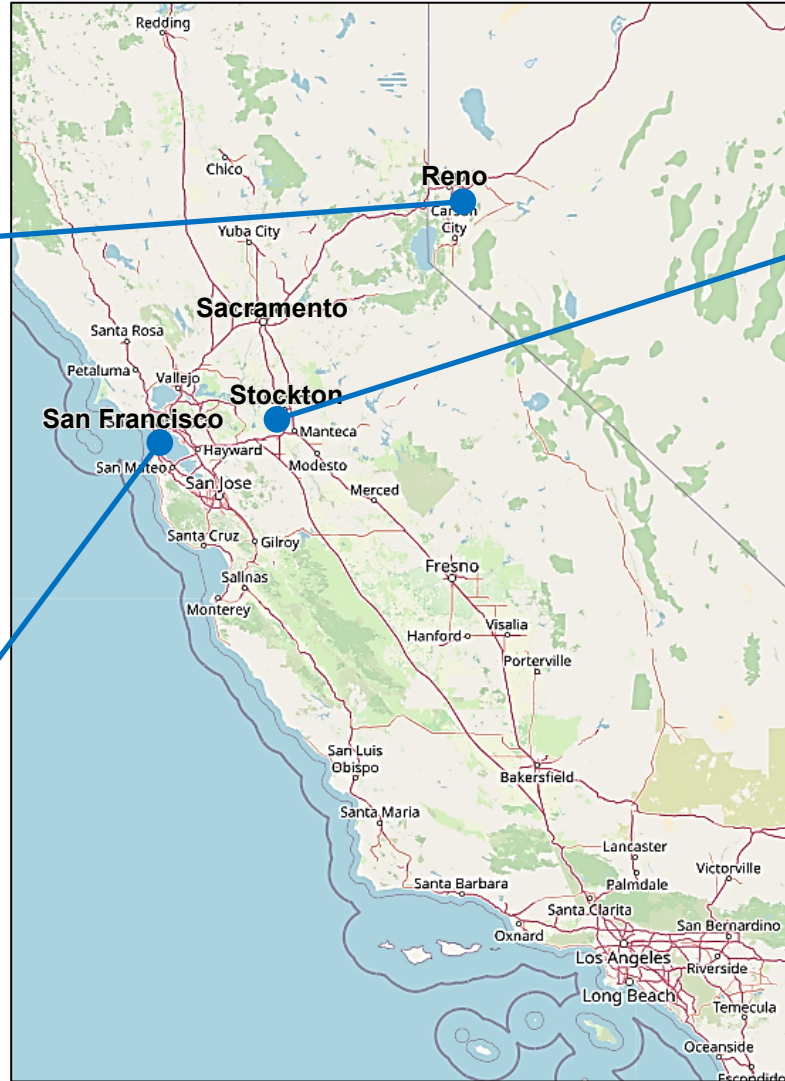 Redding
Chico
Reno
Carson
City
Yuba City
Sacramento
Santa Rosa
Petaluma
Vallejo
Stockton
San Francisco
Manteca
Hayward
Modesto
San Mateo
San Jose
Merced
Santa Cruz
Gilroy
Fresno
Salinas
Monterey
Visalia
Hanford
Porterville
San Luis
Obispo
Bakersfield
Santa Maria
Lancaster
Victorville
Palmdale
Santa Barbara
Santa Clarita
San Bernardino
Oxnard
Los Angeles
Riverside
Long Beach
Temecula
Oceanside
Escondido